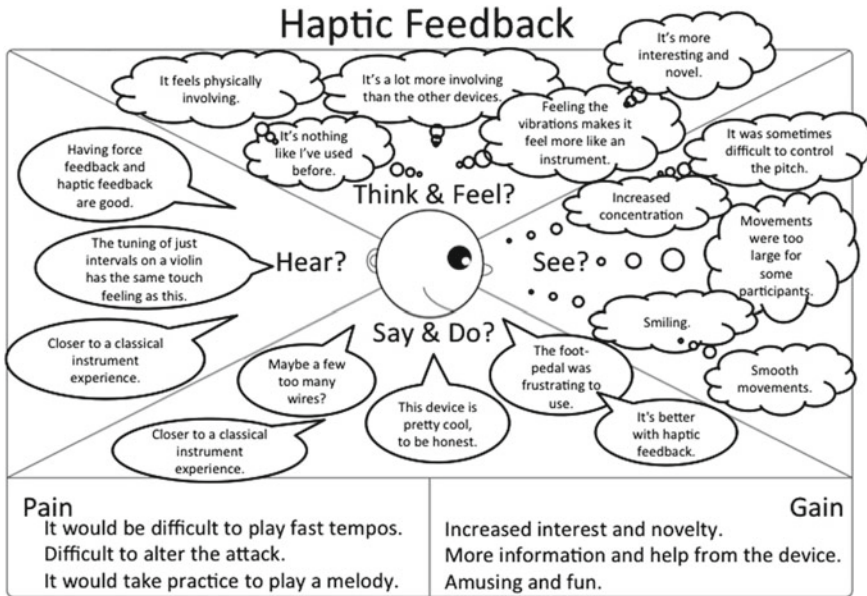 Haptic Feedback
It feels physically
involving.
It's a lot more involving
than the other devices.
It's more
interesting and
novel.
It's nothing
like I've used
before.
Feeling the
vibrations makes it
feel more like an
instrument.
It was sometimes
difficult to control
the pitch.
Think & Feel?
Having force
feedback and
haptic feedback
are good.
The tuning of just
intervals on a violin
has the same touch
feeling as this.
Closer to a classical
instrument
experience.
Hear?
See?
Increased
concentration
Movements
were too
large for
some
participants.
Smiling.
Smooth
movements.
Say & Do?
Maybe a few
too many
wires?
Closer to a classical
instrument
experience.
This device is
pretty cool,
to be honest.
The foot-
pedal was
frustrating to
use.
It's better
with haptic
feedback.
Pain
It would be difficult to play fast tempos.
Difficult to alter the attack.
It would take practice to play a melody.
Gain
Increased interest and novelty.
More information and help from the device.
Amusing and fun.